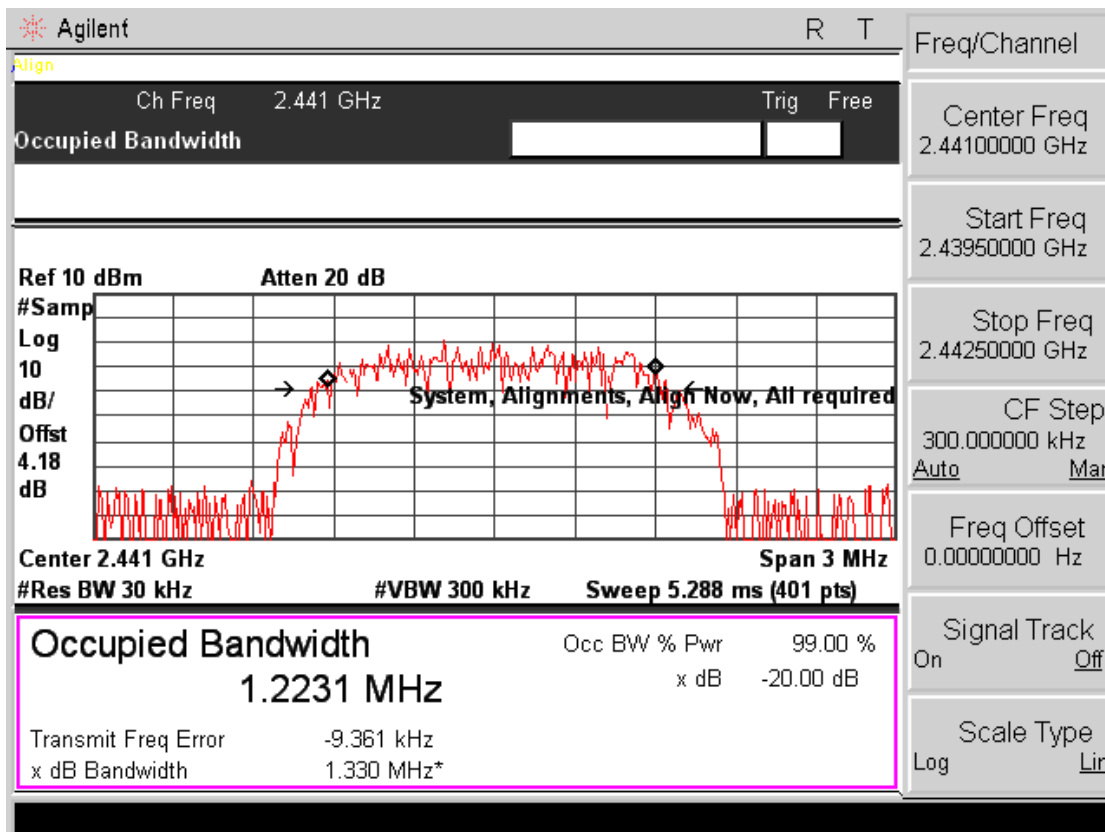 Agilent R T
Align
Ch Freq 2.441 GHz Trig Free
Occupied Bandwidth
Ref 10 dBm Atten 20 dB
#Samp
Log
10
dB/
Offst
4.18
dB
System, Alignments, Align Now, All required
Center 2.441 GHz Span 3 MHz
#Res BW 30 kHz #VBW 300 kHz Sweep 5.288 ms (401 pts)
Occupied Bandwidth Occ BW % Pwr 99.00 %
1.2231 MHz x dB -20.00 dB
Transmit Freq Error -9.361 kHz
x dB Bandwidth 1.330 MHz*
Freq/Channel
Center Freq
2.44100000 GHz
Start Freq
2.43950000 GHz
Stop Freq
2.44250000 GHz
CF Step
300.000000 kHz
Auto Man
Freq Offset
0.00000000 Hz
Signal Track
On Off
Scale Type
Log Lin